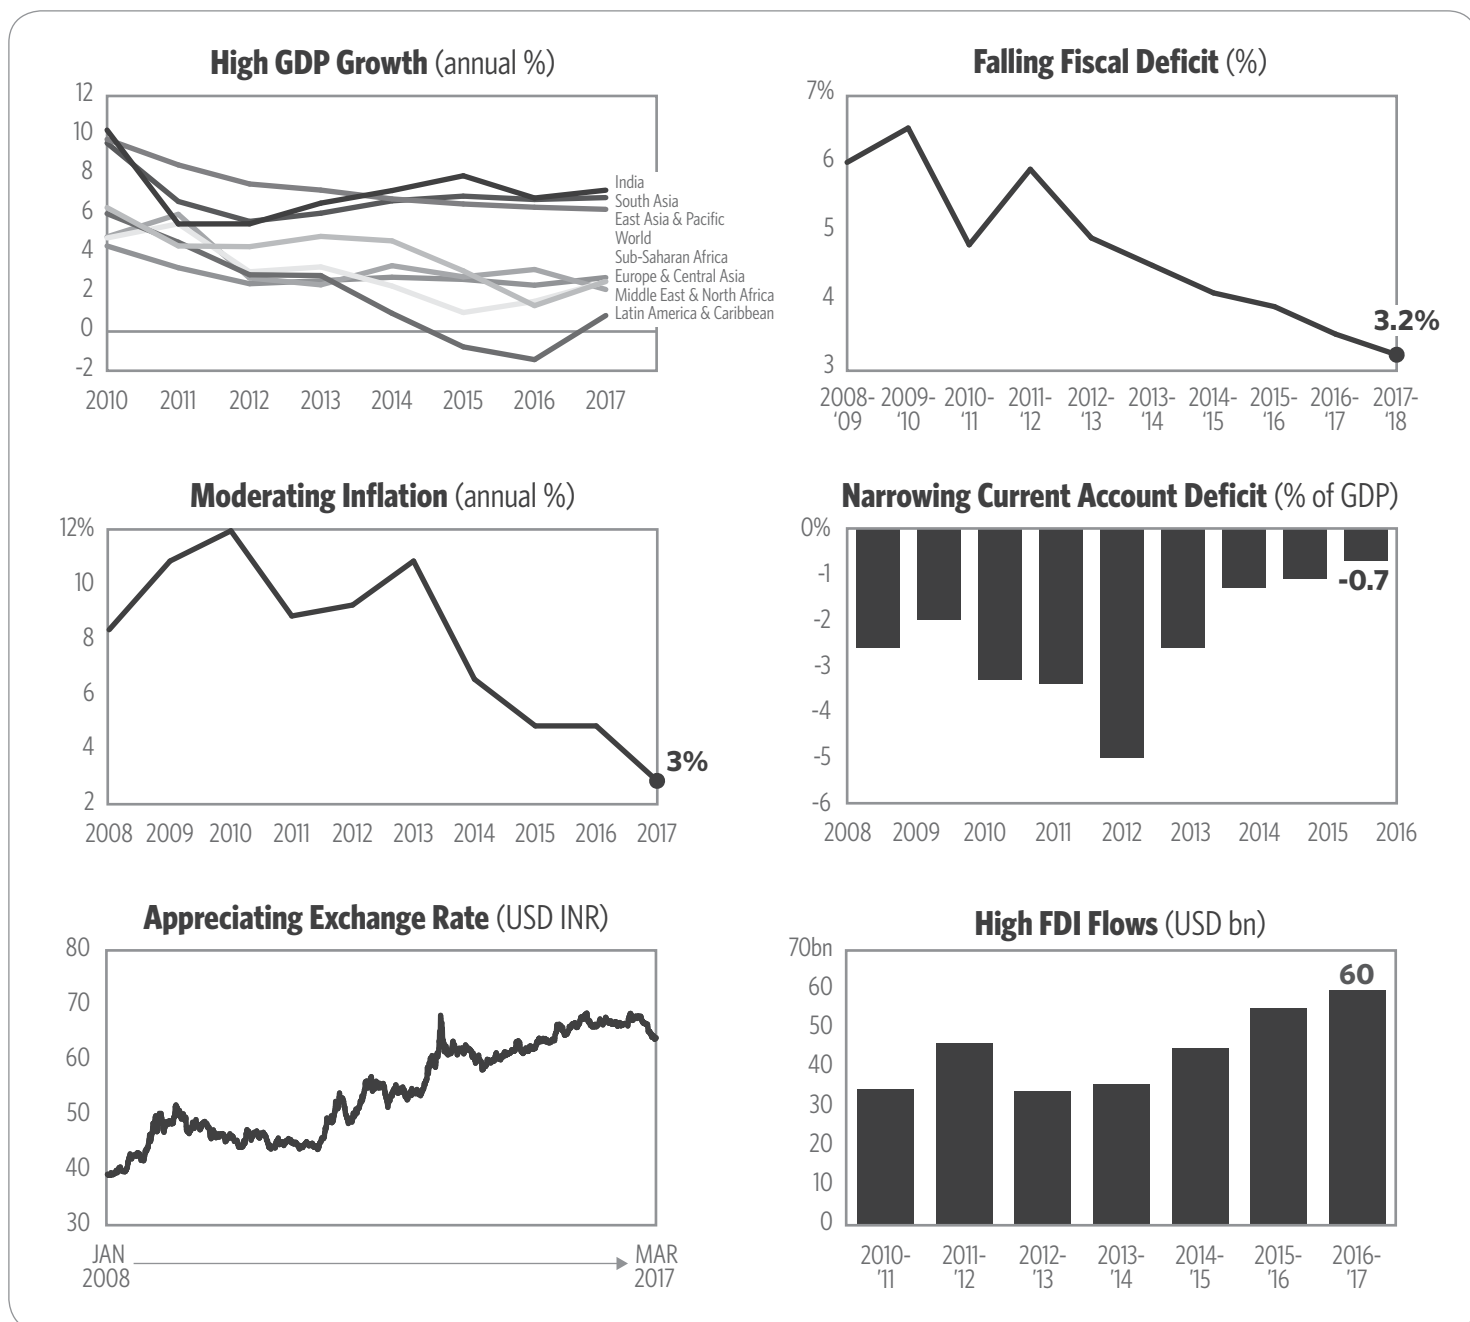 High GDP Growth (annual %)
12
10
8
6
4
2
0
-2
India
South Asia
East Asia & Pacific
World
Sub-Saharan Africa
Europe & Central Asia
Middle East & North Africa
Latin America & Caribbean
2010 2011 2012 2013 2014 2015 2016 2017
Falling Fiscal Deficit (%)
7%
6
5
4
3
3.2%
2008- 2009- 2010- 2011- 2012- 2013- 2014- 2015- 2016- 2017-
‘09 ‘10 ‘11 ‘12 ‘13 ‘14 ‘15 ‘16 ‘17 ‘18
Moderating Inflation (annual %)
12%
10
8
6
4
2
3%
2008 2009 2010 2011 2012 2013 2014 2015 2016 2017
Narrowing Current Account Deficit (% of GDP)
0%
-1
-2
-3
-4
-5
-6
-0.7
2008 2009 2010 2011 2012 2013 2014 2015 2016
Appreciating Exchange Rate (USD INR)
80
70
60
50
40
30
JAN MAR
2008 2017
High FDI Flows (USD bn)
70bn
60
50
40
30
20
10
0
60
2010- 2011- 2012- 2013- 2014- 2015- 2016-
’11 ’12 ’13 ’14 ’15 ’16 ’17